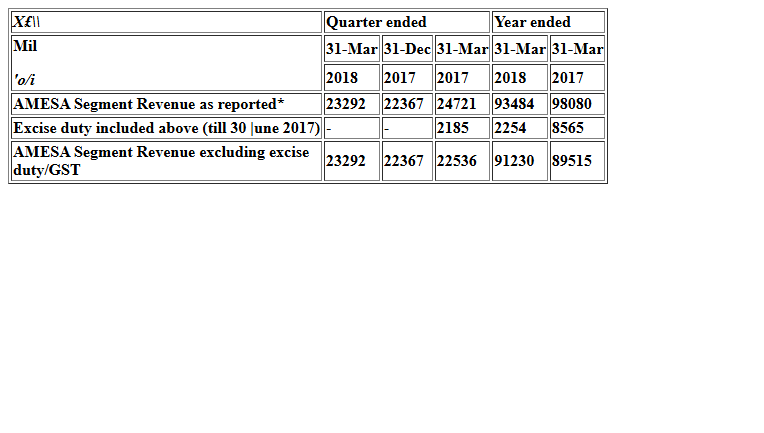 X£\\ Quarter ended Year ended
Mil 31-Mar 31-Dec 31-Mar 31-Mar 31-Mar
'o/i 2018 2017 2017 2018 2017
AMESA Segment Revenue as reported* 23292 22367 24721 93484 98080
Excise duty included above (till 30 |une 2017) - - 2185 2254 8565
AMESA Segment Revenue excluding excise
duty/GST 23292 22367 22536 91230 89515